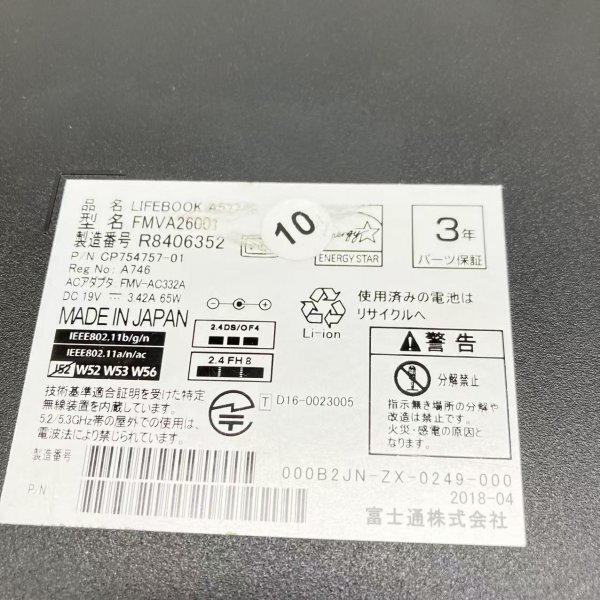 品 名 LIFEBOOK
型 名 FMVA26001
製造番号 R8406352
P/N CP754757-01
Reg No: A746
ACアダプタ: FMV-AC332A
DC 19V 3.42A 65W
MADE IN JAPAN
10
ENERGY STAR
3年
パーツ保証
IEEE802.11b/g/n
IEEE802.11a/n/ac
J52 W52 W53 W56
2.4DS/OF4
2.4FH8
Li-ion
使用済みの電池は
リサイクルへ
警告
分解禁止
指示無き場所の分解や
改造は禁止です。
火災・感電の原因と
なります。
技術基準適合証明を受けた特定
無線装置を内蔵しています。
5.2/5.3GHz帯の屋外での使用は、
電波法により禁じられています。
T D16-0023005
製造番号
P/N
000B2JN-ZX-0249-000
2018-04
富士通株式会社